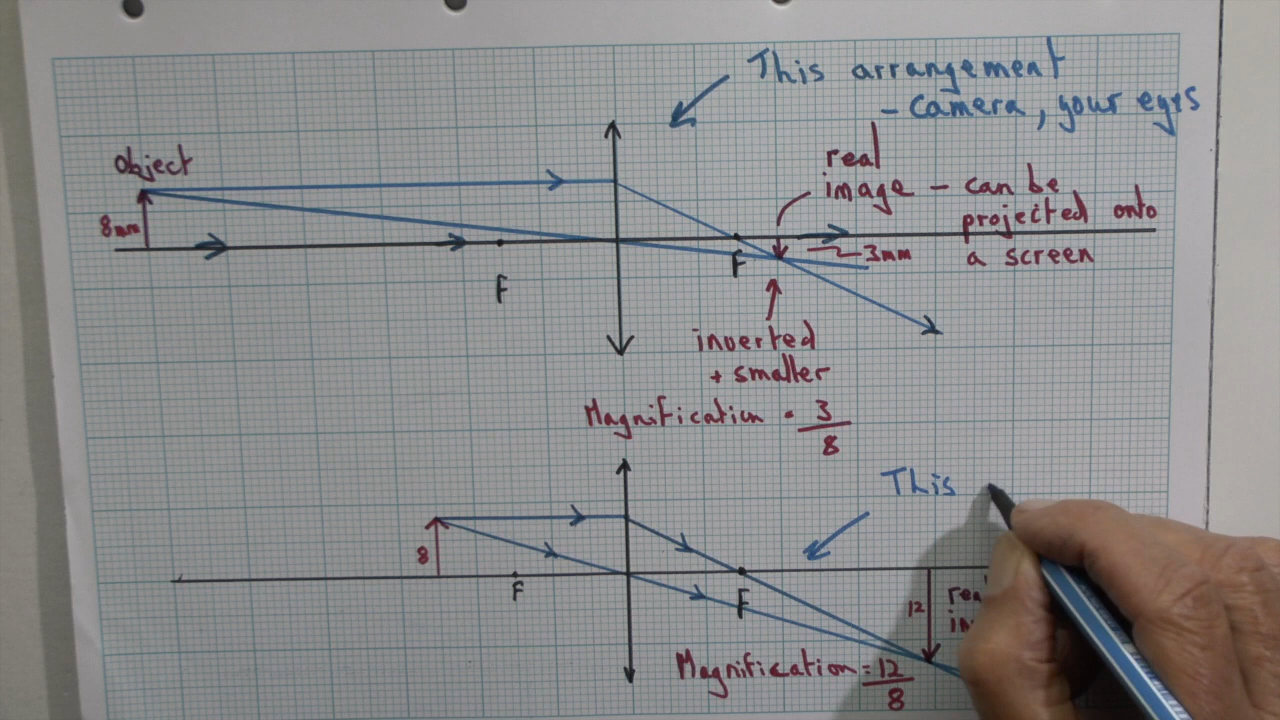 This arrangement
- camera, your eyes
object
real
image - can be
projected onto
a screen
8mm
3mm
F
F
inverted
+ smaller
Magnification = 3/8
This
8
F
F
12
Magnification = 12/8